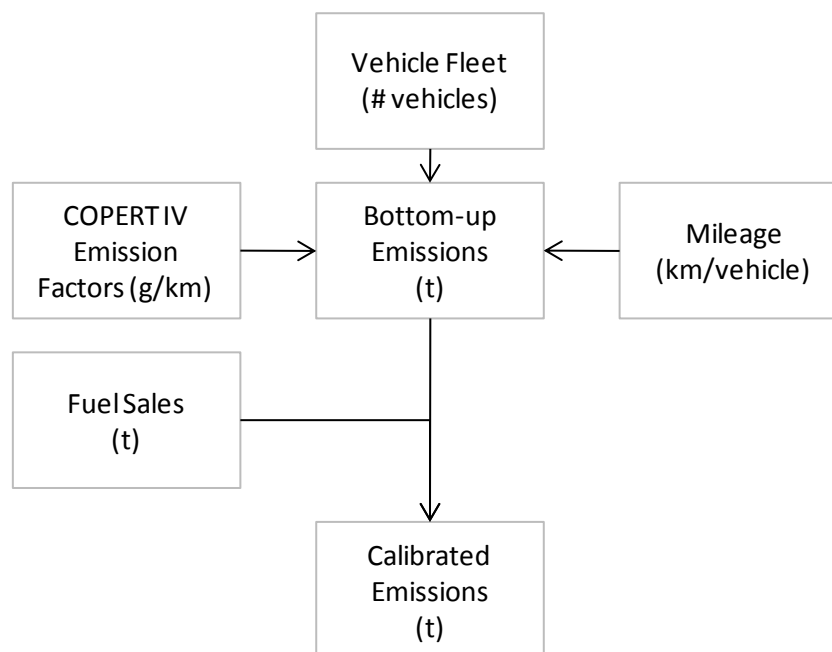 Vehicle Fleet
(# vehicles)
COPERT IV
Emission
Factors (g/km)
Bottom-up
Emissions
(t)
Mileage
(km/vehicle)
Fuel Sales
(t)
Calibrated
Emissions
(t)